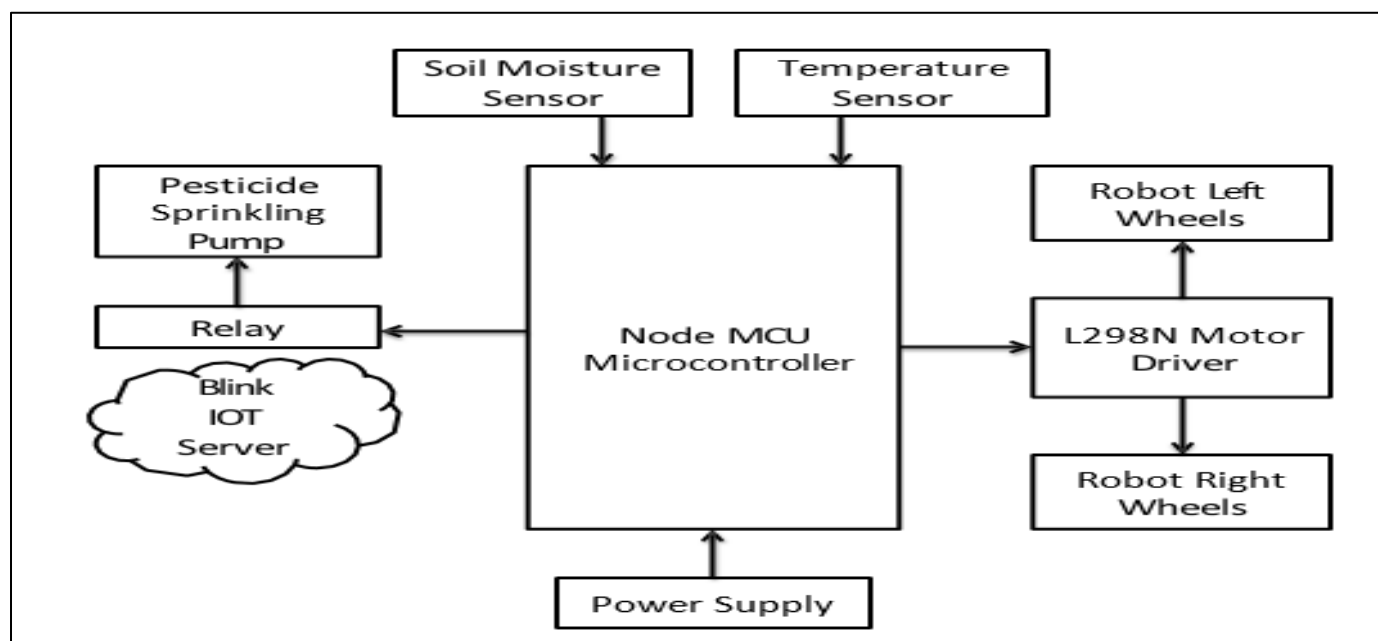 Soil Moisture
Sensor
Temperature
Sensor
Pesticide
Sprinkling
Pump
Relay
Blink
IOT
Server
Node MCU
Microcontroller
Robot Left
Wheels
L298N Motor
Driver
Robot Right
Wheels
Power Supply